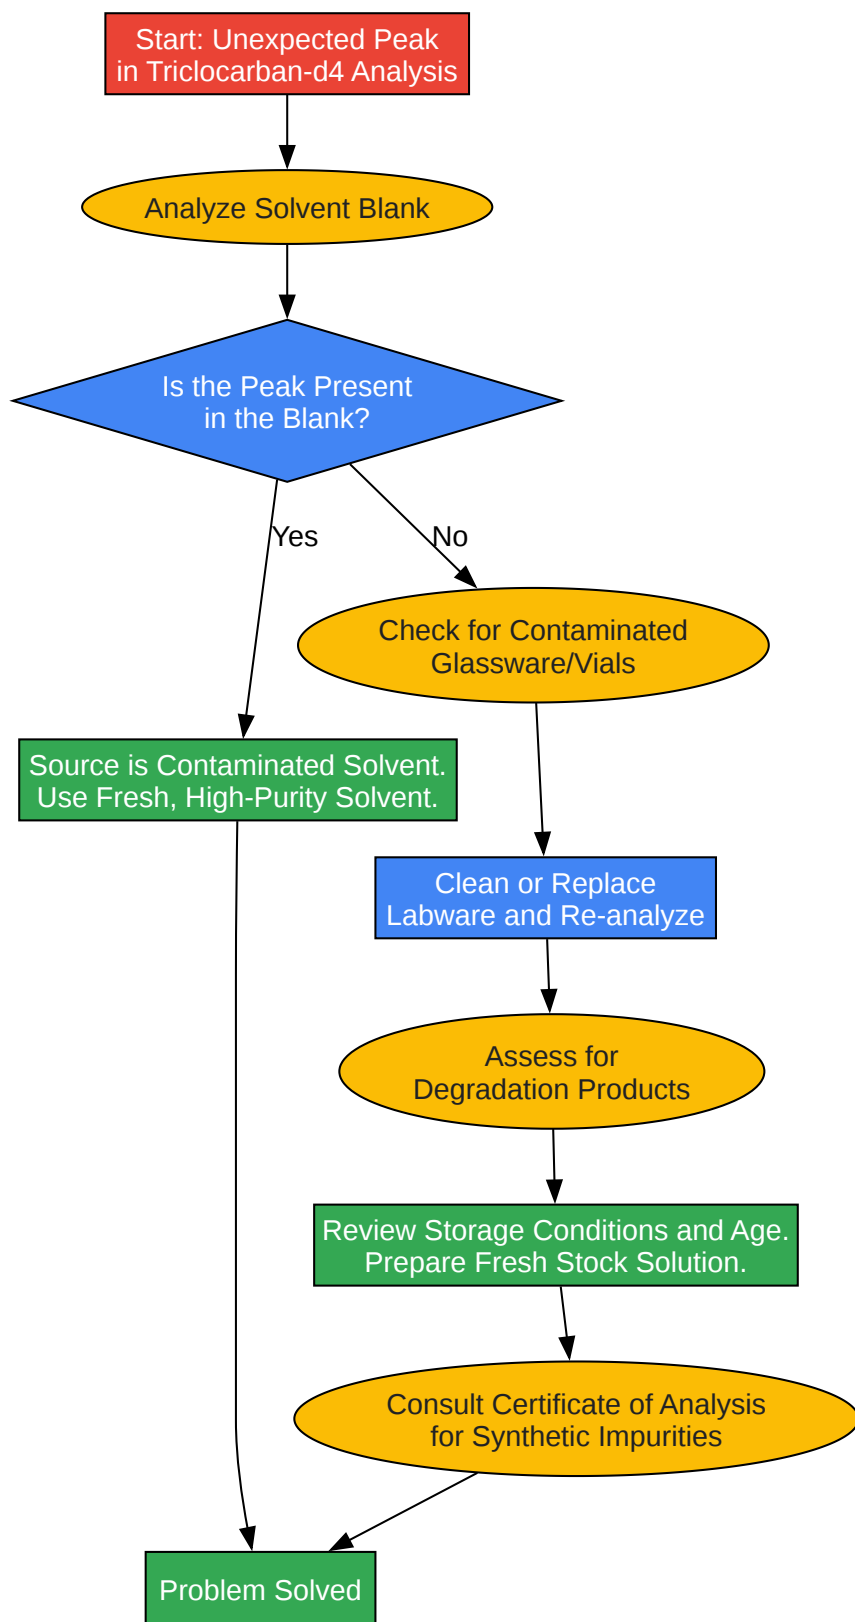 Start: Unexpected Peak
in Triclocarban-d4 Analysis
Analyze Solvent Blank
Is the Peak Present
in the Blank?
Yes
No
Check for Contaminated
Glassware/Vials
Source is Contaminated Solvent.
Use Fresh, High-Purity Solvent.
Clean or Replace
Labware and Re-analyze
Assess for
Degradation Products
Review Storage Conditions and Age.
Prepare Fresh Stock Solution.
Consult Certificate of Analysis
for Synthetic Impurities
Problem Solved